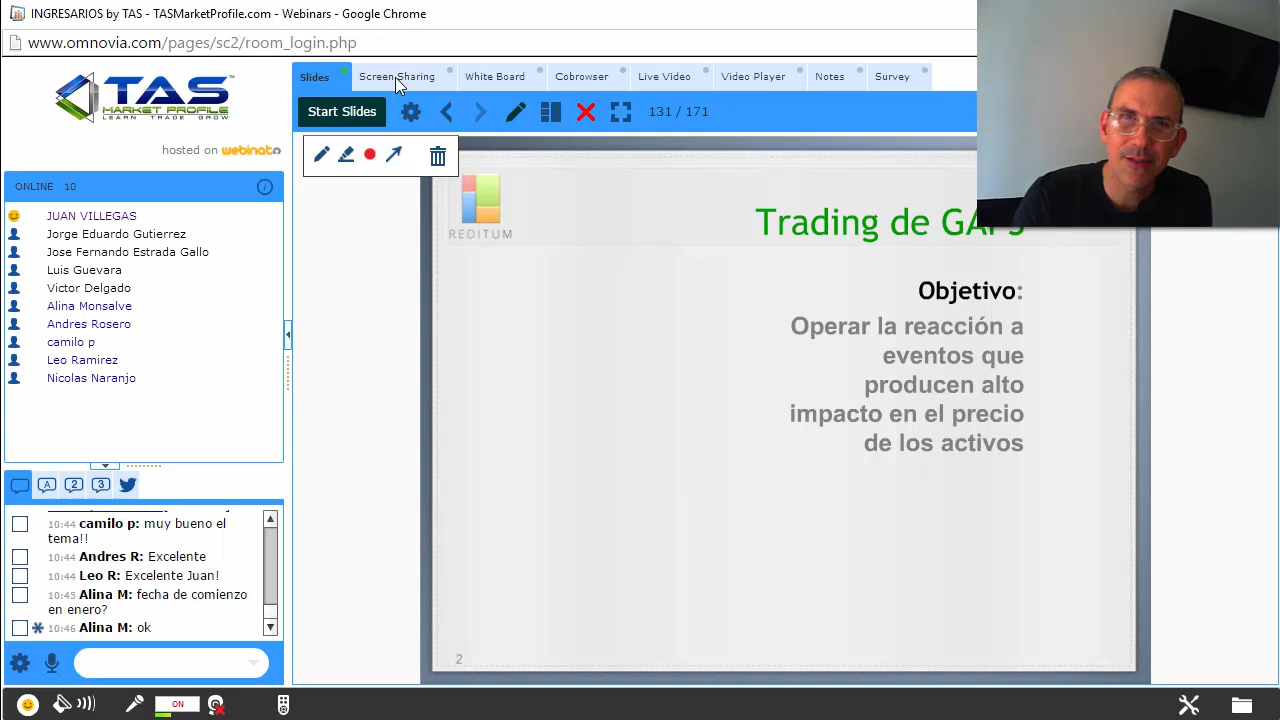 INGRESARIOS by TAS - TASMarketProfile.com - Webinars - Google Chrome
www.omnovia.com/pages/sc2/room_login.php
TAS
MARKET PROFILE
LEARN TRADE GROW
hosted on webinato
Slides Screen Sharing White Board Cobrowser Live Video Video Player Notes Survey
Start Slides 131 / 171
ONLINE 10
JUAN VILLEGAS
Jorge Eduardo Gutierrez
Jose Fernando Estrada Gallo
Luis Guevara
Victor Delgado
Alina Monsalve
Andres Rosero
camilo p
Leo Ramirez
Nicolas Naranjo
A 2 3
10:44 camilo p: muy bueno el
tema!!
10:44 Andres R: Excelente
10:44 Leo R: Excelente Juan!
10:45 Alina M: fecha de comienzo
en enero?
10:46 Alina M: ok
ON
REDITUM
Trading de GAPS
Objetivo:
Operar la reacción a
eventos que
producen alto
impacto en el precio
de los activos
2